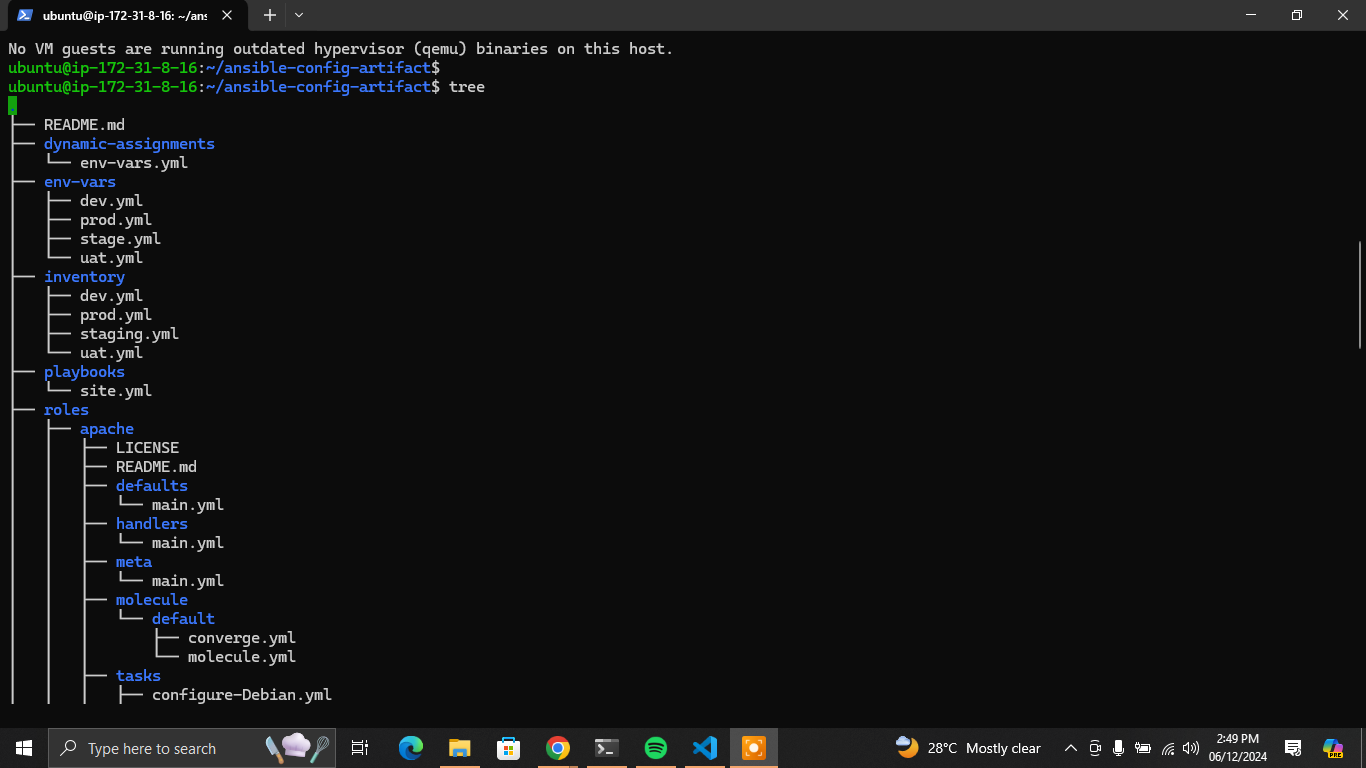 ubuntu@ip-172-31-8-16: ~/ans
No VM guests are running outdated hypervisor (qemu) binaries on this host.
ubuntu@ip-172-31-8-16:~/ansible-config-artifact$
ubuntu@ip-172-31-8-16:~/ansible-config-artifact$ tree
.
├── README.md
├── dynamic-assignments
│   └── env-vars.yml
├── env-vars
│   ├── dev.yml
│   ├── prod.yml
│   ├── stage.yml
│   └── uat.yml
├── inventory
│   ├── dev.yml
│   ├── prod.yml
│   ├── staging.yml
│   └── uat.yml
├── playbooks
│   └── site.yml
├── roles
│   ├── apache
│   │   ├── LICENSE
│   │   ├── README.md
│   │   ├── defaults
│   │   │   └── main.yml
│   │   ├── handlers
│   │   │   └── main.yml
│   │   ├── meta
│   │   │   └── main.yml
│   │   ├── molecule
│   │   │   └── default
│   │   │       ├── converge.yml
│   │   │       └── molecule.yml
│   │   ├── tasks
│   │   │   ├── configure-Debian.yml
Type here to search
28°C Mostly clear
2:49 PM
06/12/2024
PRE